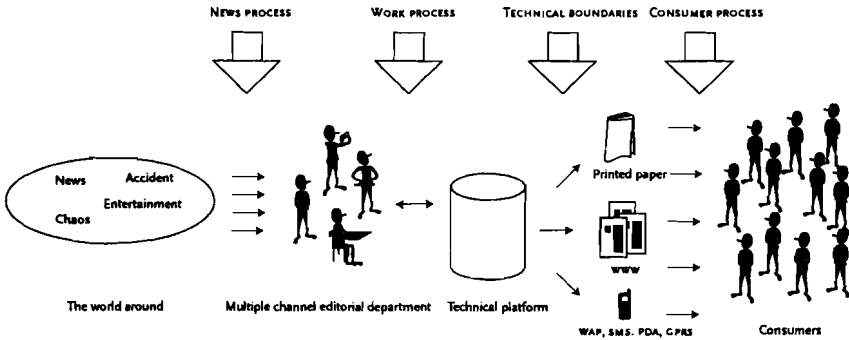 NEWS PROCESS
WORK PROCESS
TECHNICAL BOUNDARIES
CONSUMER PROCESS
News
Accident
Entertainment
Chaos
Printed paper
WWW
WAP, SMS. PDA, GPRS
The world around
Multiple channel editorial department
Technical platform
Consumers